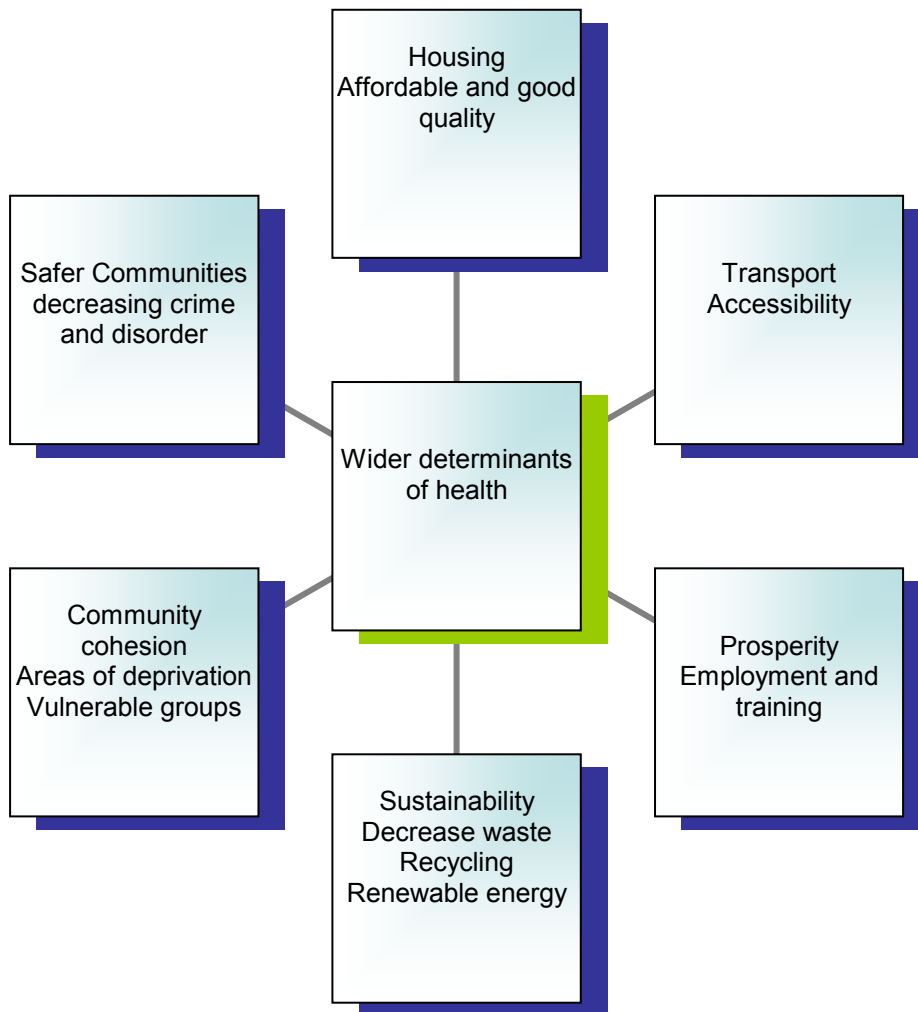 Housing
Affordable and good
quality
Safer Communities
decreasing crime
and disorder
Transport
Accessibility
Wider determinants
of health
Community
cohesion
Areas of deprivation
Vulnerable groups
Prosperity
Employment and
training
Sustainability
Decrease waste
Recycling
Renewable energy